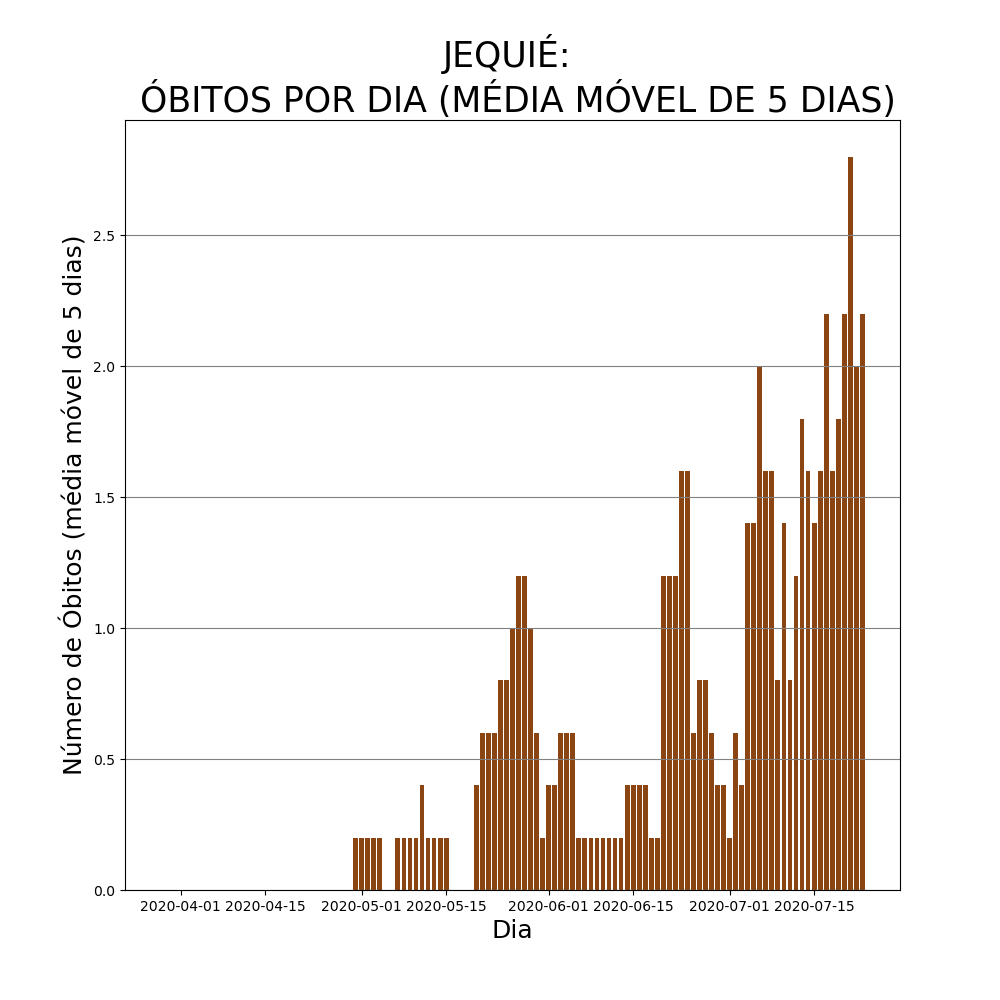 JEQUIÉ:
ÓBITOS POR DIA (MÉDIA MÓVEL DE 5 DIAS)
Número de Óbitos (média móvel de 5 dias)
2.5
2.0
1.5
1.0
0.5
0.0
2020-04-01 2020-04-15 2020-05-01 2020-05-15 2020-06-01 2020-06-15 2020-07-01 2020-07-15
Dia